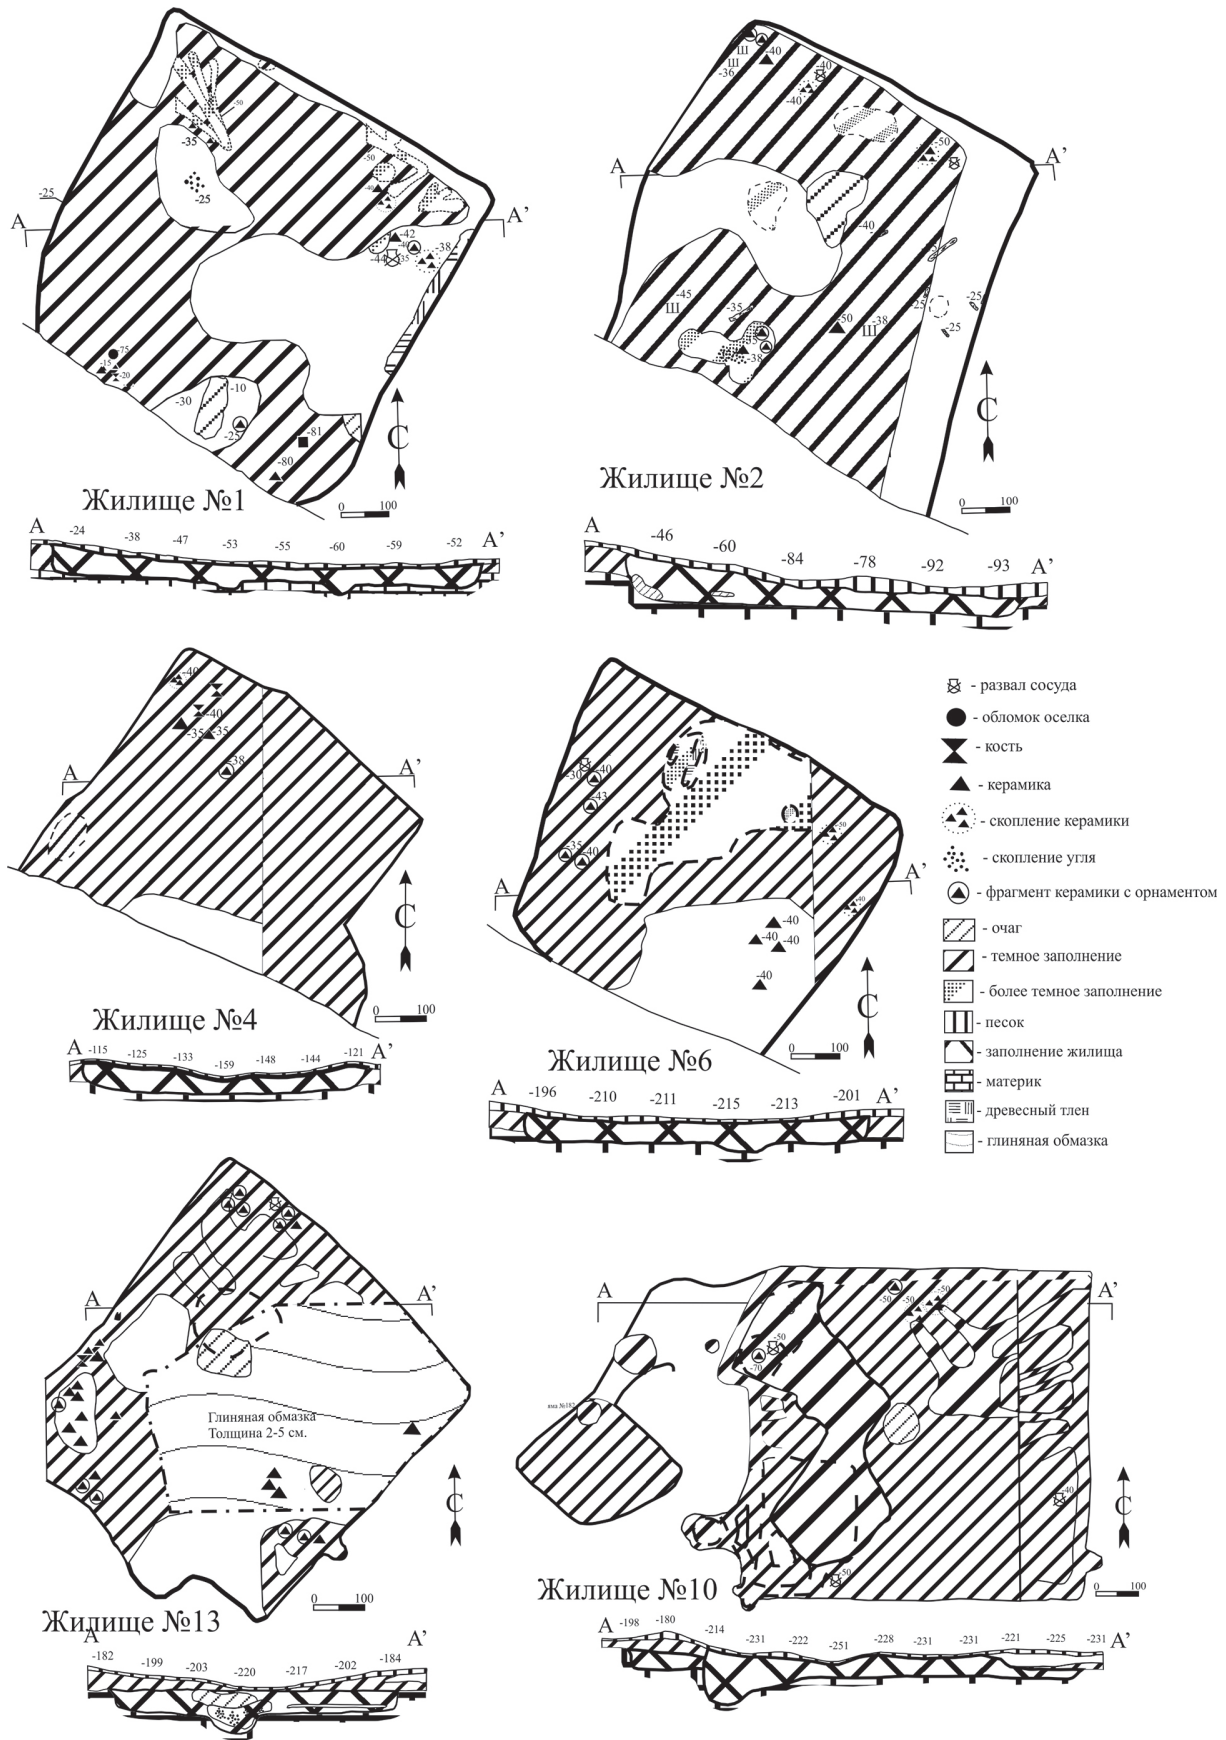 -50
-35
-25
-25
А
А’
-50
-40
-42
-40
-44
-35
-38
-75
-15
-20
-30
-10
-25
-81
-80
С
Жилище №1
0 100
А -24 -38 -47 -53 -55 -60 -59 -52 А’
Ш -40
Ш
-36
-40
-40
-50
А
А’
-40
-45
Ш
-35
-25
-25
-25
-50
-38
Ш
-38
С
Жилище №2
0 100
А -46 -60 -84 -78 -92 -93 А’
-40
-40
-35
-35
-38
А
А’
С
Жилище №4
0 100
А -115 -125 -133 -159 -148 -144 -121 А’
-30
-40
-43
-35
-40
-50
-40
А
А’
-40
-40
-40
-40
С
Жилище №6
0 100
А -196 -210 -211 -215 -213 -201 А’
- развал сосуда
- обломок оселка
- кость
- керамика
- скопление керамики
- скопление угля
- фрагмент керамики с орнаментом
- очаг
- темное заполнение
- более темное заполнение
- песок
- заполнение жилища
- материк
- древесный тлен
- глиняная обмазка
А
А’
Глиняная обмазка
Толщина 2-5 см.
С
0 100
Жилище №13
А -182 -199 -203 -220 -217 -202 -184 А’
А
А’
-50
-50
-50
-50
-70
яма №182
-40
-50
С
0 100
Жилище №10
А -198 -180 -214 -231 -222 -251 -228 -231 -231 -221 -225 -231 А’